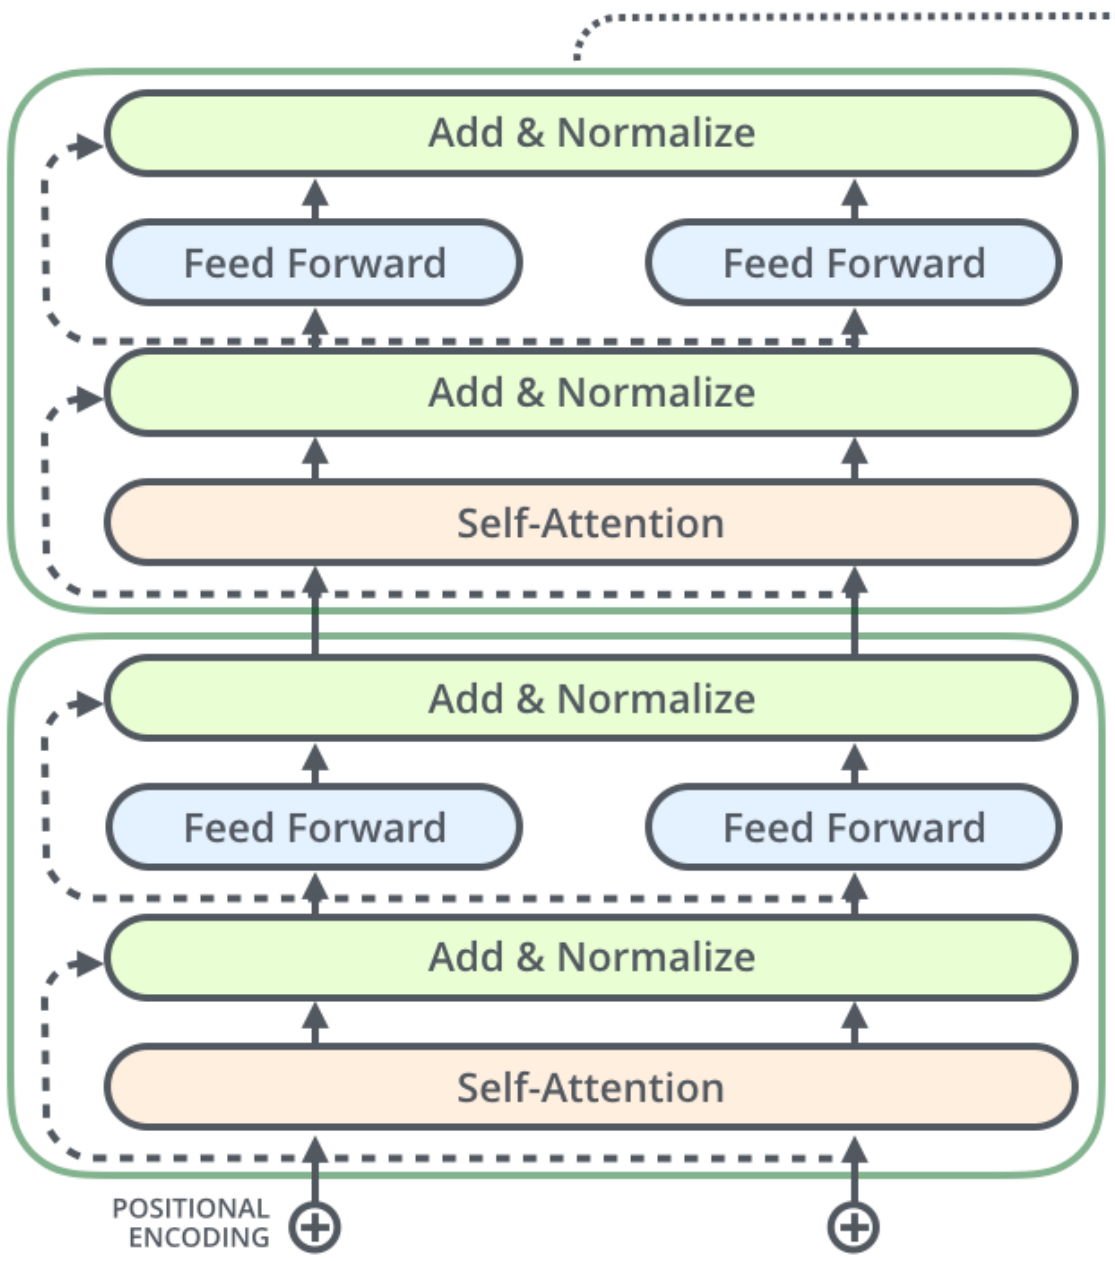 Add & Normalize
Feed Forward Feed Forward
Add & Normalize
Self-Attention
Add & Normalize
Feed Forward Feed Forward
Add & Normalize
Self-Attention
POSITIONAL
ENCODING